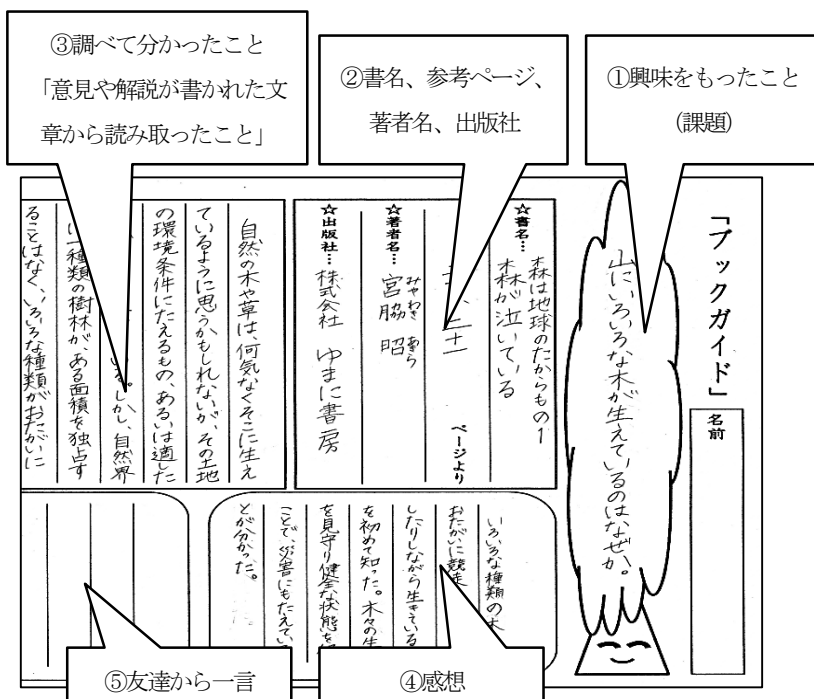 ③調べて分かったこと
「意見や解説が書かれた文
章から読み取ったこと」
②書名、参考ページ、
著者名、出版社
①興味をもったこと
(課題)
「ブックガイド」
名前
山にいろいろな木が生えているのはなぜか。
☆書名…森は地球のたからもの1
森が泣いている
ページより
☆著者名…宮脇 昭
みやわき あきら
☆出版社…株式会社 ゆまに書房
自然の木や草は、何気なくそこに生え
ているように思うかもしれないが、その土地
の環境条件にたえるもの、あるいは適した
しかし、自然界
一種類の樹林が、ある面積を独占す
ることはなく、いろいろな種類がおたがいに
いろいろな種類の木
おたがいに競走
したりしながら生きている
を初めて知った。木々の生
を見守り健全な状態を
ことで、災害にもたえてい
とが分かった。
⑤友達から一言
④感想